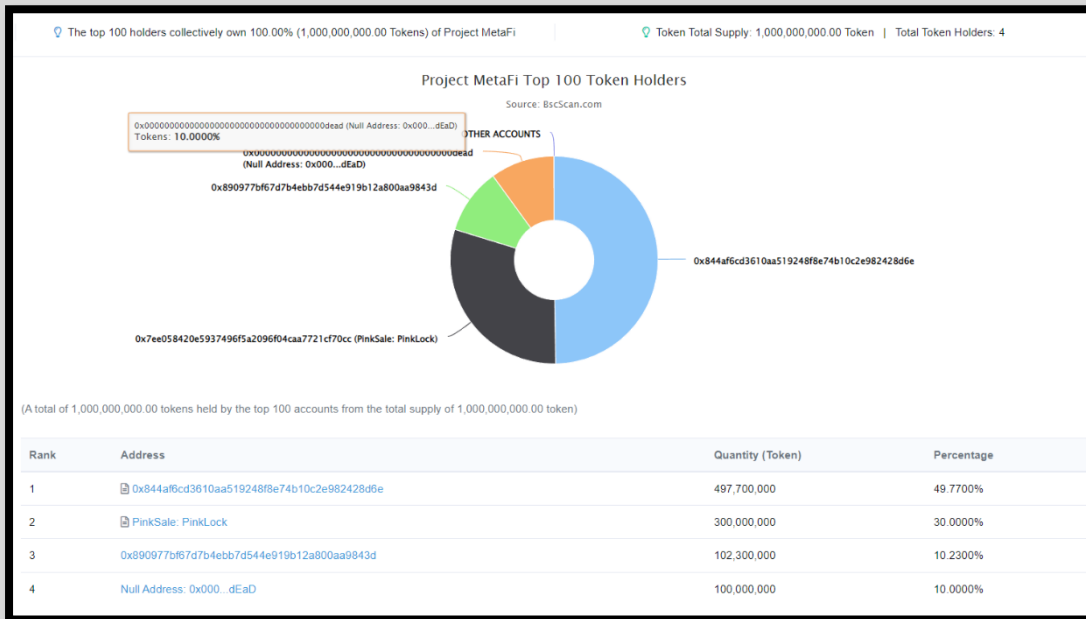 The top 100 holders collectively own 100.00% (1,000,000,000.00 Tokens) of Project MetaFi
Token Total Supply: 1,000,000,000.00 Token | Total Token Holders: 4
Project MetaFi Top 100 Token Holders
Source: BscScan.com
0x000000000000000000000000000000000000dead (Null Address: 0x000...dEaD)
Tokens: 10.0000%
OTHER ACCOUNTS
(Null Address: 0x000...dEaD)
0x890977bf67d7b4ebb7d544e919b12a800aa9843d
0x844af6cd3610aa519248f8e74b10c2e982428d6e
0x7ee058420e5937496f5a2096f04caa7721cf70cc (PinkSale: PinkLock)
(A total of 1,000,000,000.00 tokens held by the top 100 accounts from the total supply of 1,000,000,000.00 token)
Rank Address Quantity (Token) Percentage
1 0x844af6cd3610aa519248f8e74b10c2e982428d6e 497,700,000 49.7700%
2 PinkSale: PinkLock 300,000,000 30.0000%
3 0x890977bf67d7b4ebb7d544e919b12a800aa9843d 102,300,000 10.2300%
4 Null Address: 0x000...dEaD 100,000,000 10.0000%